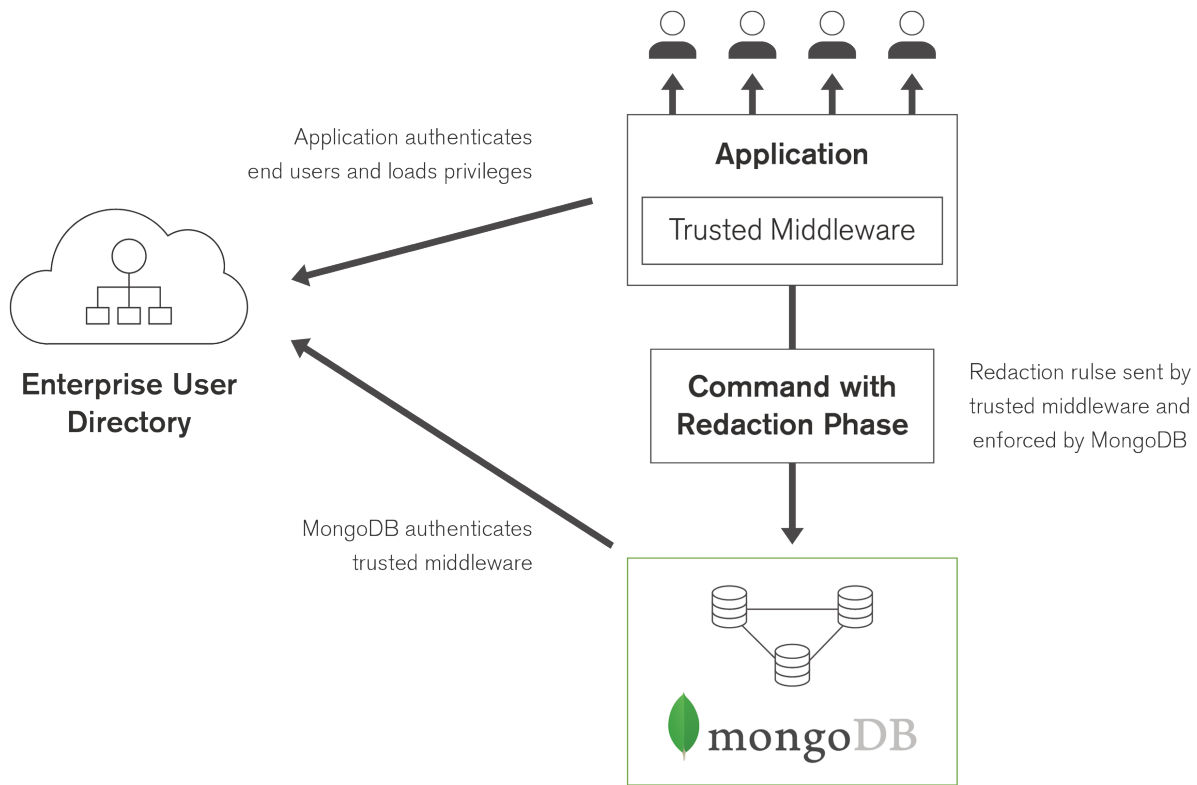 Application authenticates
end users and loads privileges
Application
Trusted Middleware
Enterprise User
Directory
Command with
Redaction Phase
Redaction rulse sent by
trusted middleware and
enforced by MongoDB
MongoDB authenticates
trusted middleware
mongoDB